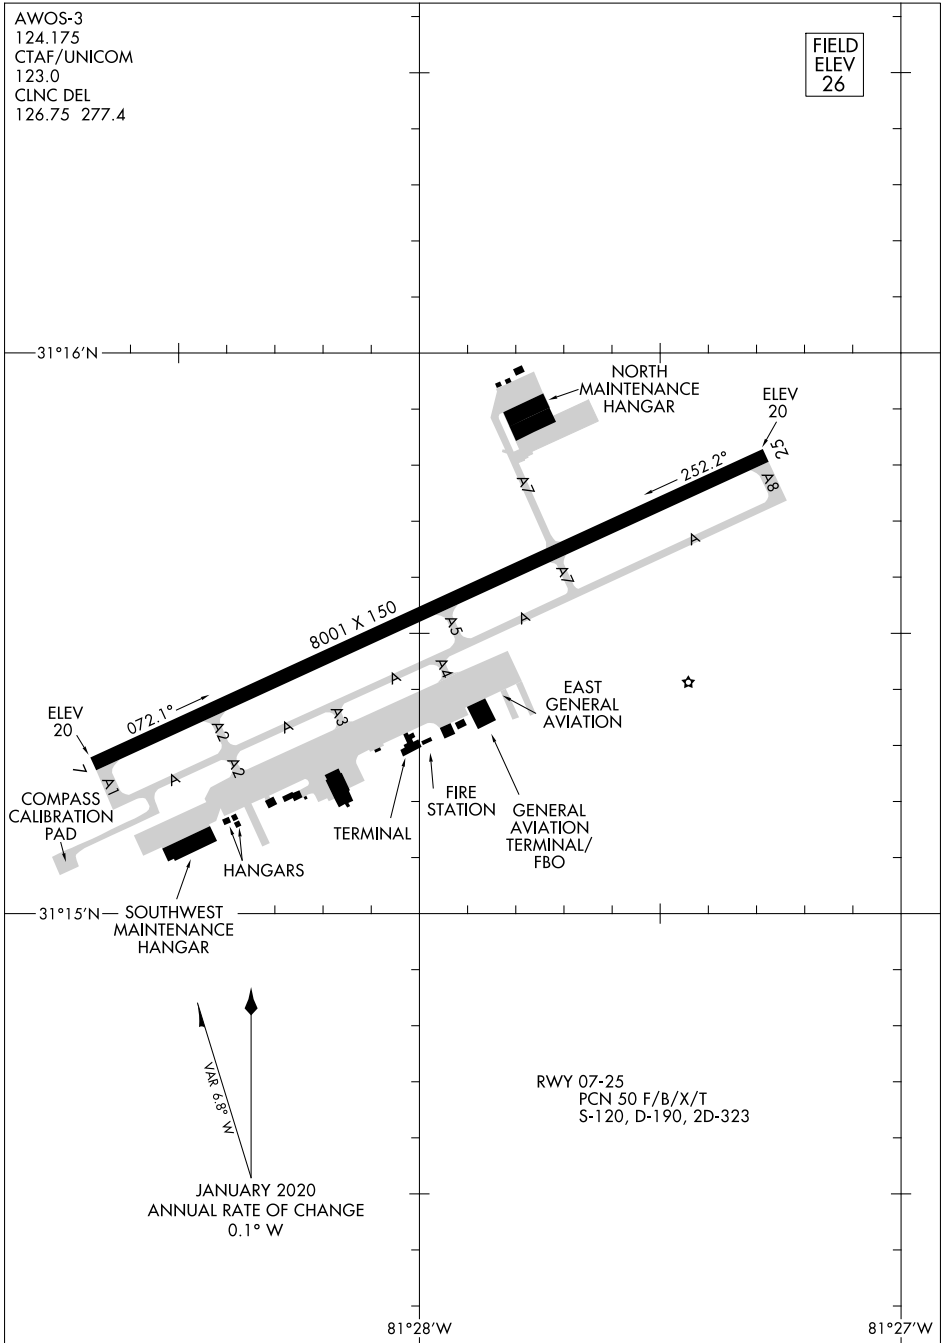 AWOS-3
124.175
CTAF/UNICOM
123.0
CLNC DEL
126.75 277.4
FIELD
ELEV
26
31°16'N
NORTH
MAINTENANCE
HANGAR
ELEV
20
25
252.2°
A8
A7
A
A7
8001 X 150
A5
A
A4
A
EAST
GENERAL
AVIATION
ELEV
20
072.1°
A3
A2
A
7
A2
A1
A
COMPASS
CALIBRATION
PAD
FIRE
STATION
TERMINAL
GENERAL
AVIATION
TERMINAL/
FBO
HANGARS
31°15'N
SOUTHWEST
MAINTENANCE
HANGAR
VAR 6.8° W
RWY 07-25
PCN 50 F/B/X/T
S-120, D-190, 2D-323
JANUARY 2020
ANNUAL RATE OF CHANGE
0.1° W
81°28'W
81°27'W